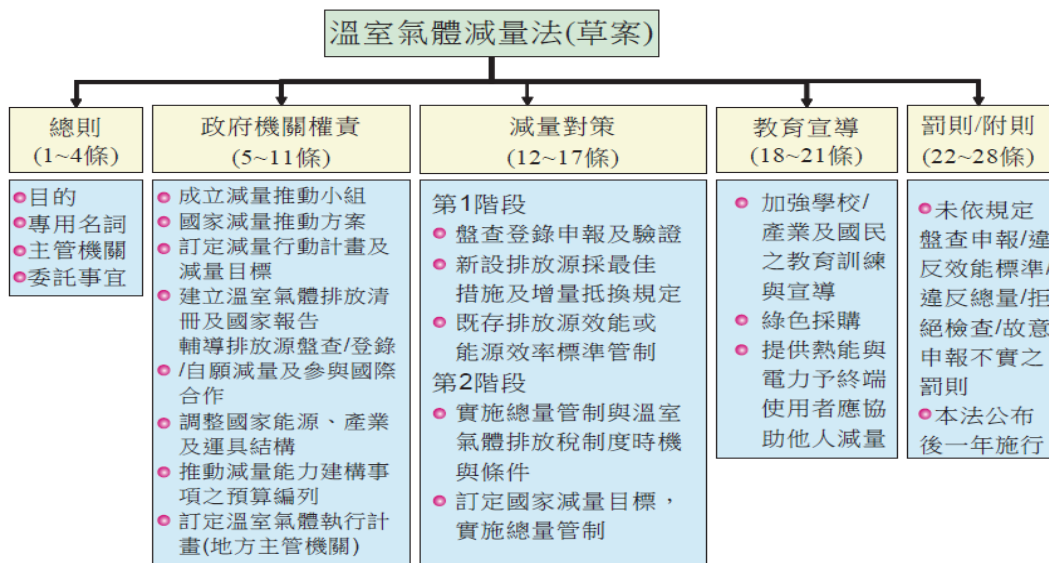 溫室氣體減量法(草案)
總則
(1~4條)
目的
專用名詞
主管機關
委託事宜
政府機關權責
(5~11條)
成立減量推動小組
國家減量推動方案
訂定減量行動計畫及
減量目標
建立溫室氣體排放清
冊及國家報告
輔導排放源盤查/登錄
/自願減量及參與國際
合作
調整國家能源、產業
及運具結構
推動減量能力建構事
項之預算編列
訂定溫室氣體執行計
畫(地方主管機關)
減量對策
(12~17條)
第1階段
盤查登錄申報及驗證
新設排放源採最佳
措施及增量抵換規定
既存排放源效能或
能源效率標準管制
第2階段
實施總量管制與溫室
氣體排放稅制度時機
與條件
訂定國家減量目標，
實施總量管制
教育宣導
(18~21條)
加強學校/
產業及國民
之教育訓練
與宣導
綠色採購
提供熱能與
電力予終端
使用者應協
助他人減量
罰則/附則
(22~28條)
未依規定
盤查申報/違
反效能標準/
違反總量/拒
絕檢查/故意
申報不實之
罰則
本法公布
後一年施行